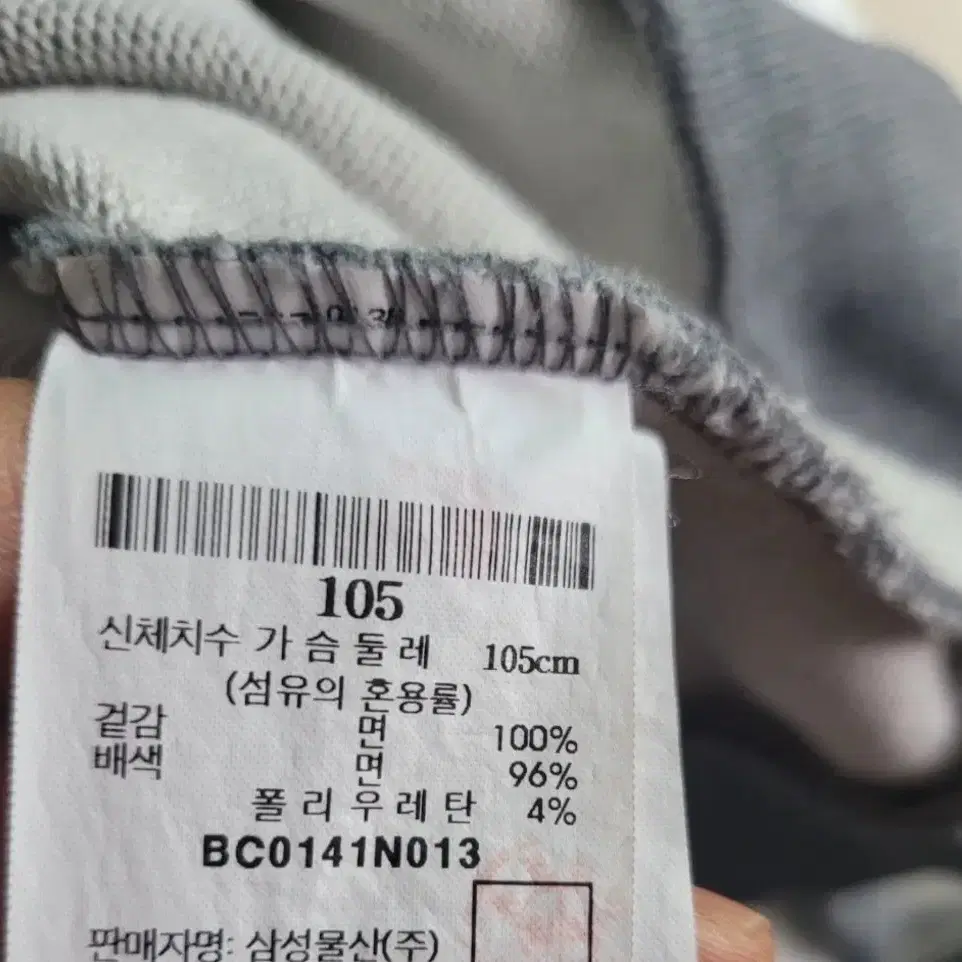 105
신체치수 가 슴 둘 레 105cm
(섬유의 혼용률)
겉감 면 100%
배색 면 96%
폴 리 우 레 탄 4%
BC0141N013
판매자명: 삼성물산(주)